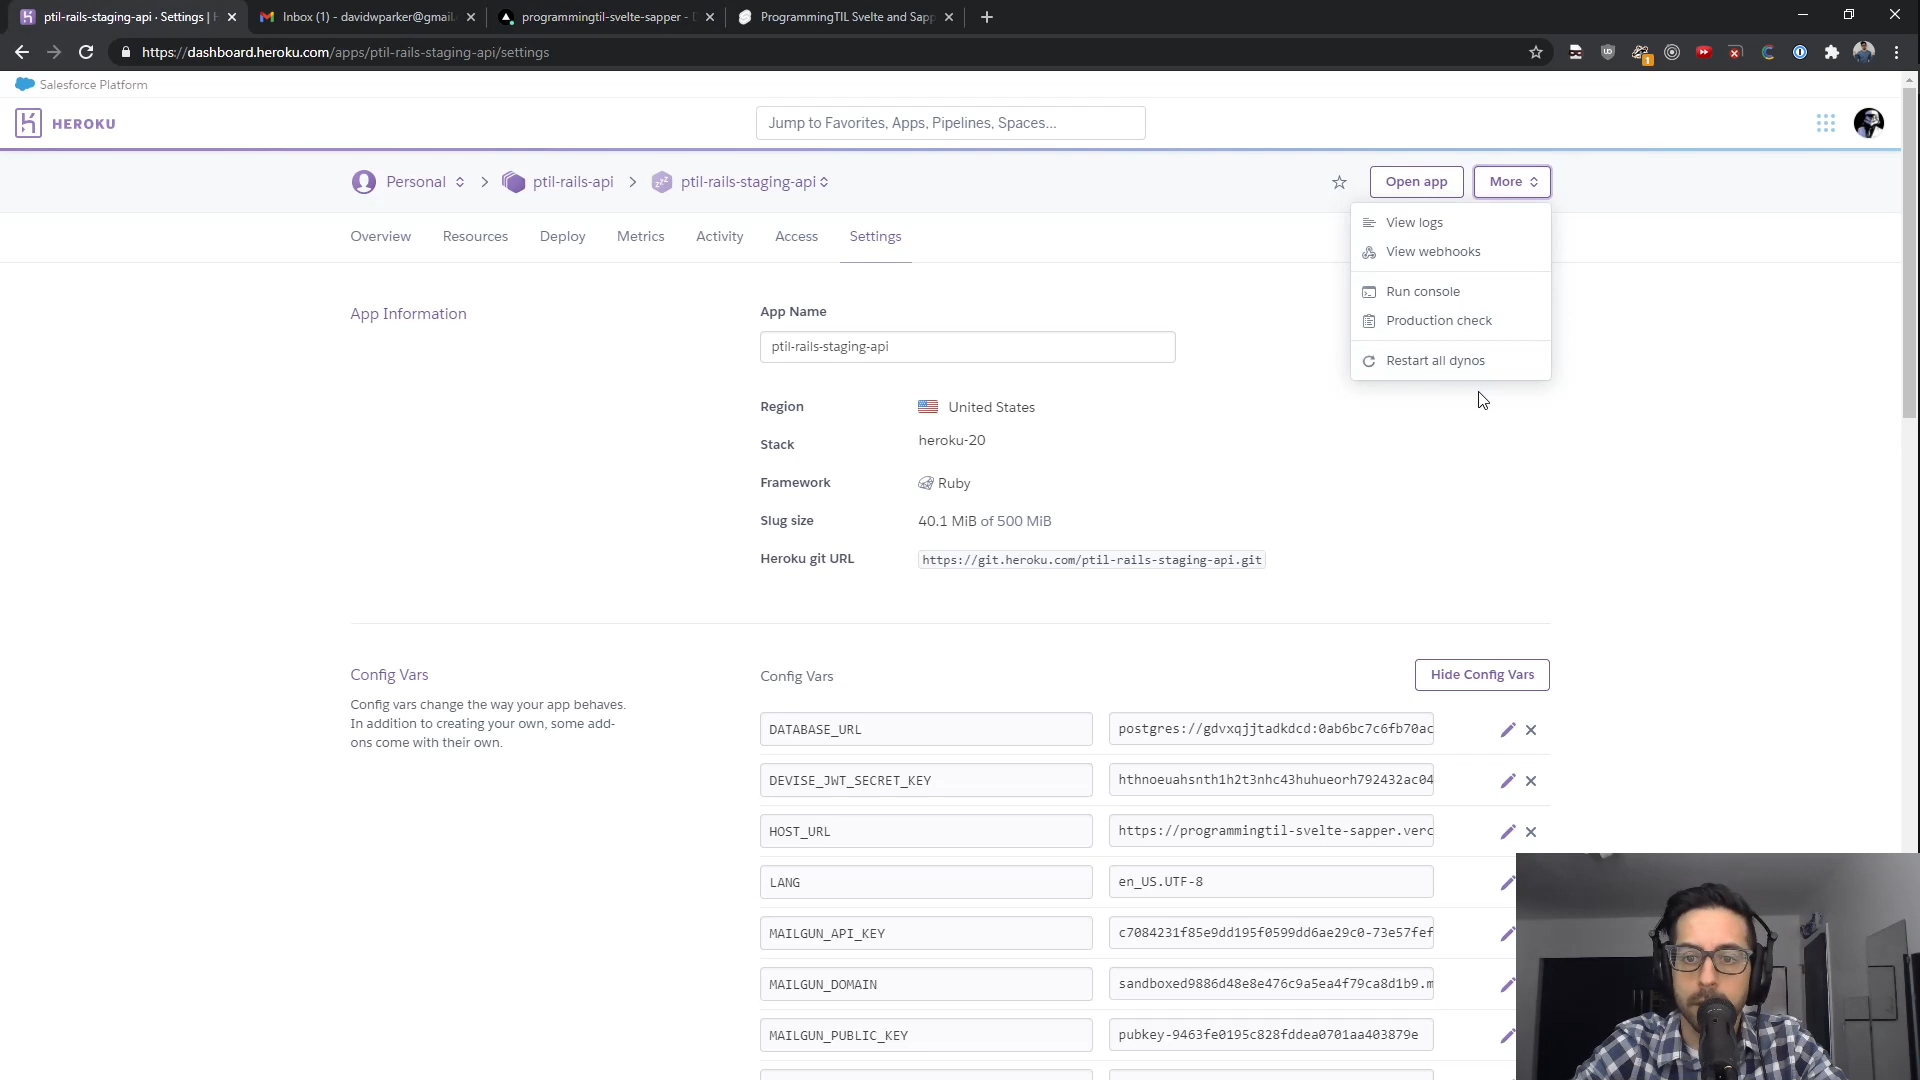 ptil-rails-staging-api · Settings |
Inbox (1) - davidwparker@gmail.
programmingtil-svelte-sapper -
ProgrammingTIL Svelte and Sapp
https://dashboard.heroku.com/apps/ptil-rails-staging-api/settings
1
Salesforce Platform
HEROKU
Jump to Favorites, Apps, Pipelines, Spaces...
Personal
ptil-rails-api
ptil-rails-staging-api
Open app
More
View logs
View webhooks
Run console
Production check
Restart all dynos
Overview
Resources
Deploy
Metrics
Activity
Access
Settings
App Information
App Name
ptil-rails-staging-api
Region
United States
Stack
heroku-20
Framework
Ruby
Slug size
40.1 MiB of 500 MiB
Heroku git URL
https://git.heroku.com/ptil-rails-staging-api.git
Config Vars
Config vars change the way your app behaves.
In addition to creating your own, some add-
ons come with their own.
Config Vars
Hide Config Vars
DATABASE_URL
postgres://gdvxqjjtadkdcd:0ab6bc7c6fb70ac
DEVISE_JWT_SECRET_KEY
hthnoeuahsnth1h2t3nhc43huhueorh792432ac04
HOST_URL
https://programmingtil-svelte-sapper.verc
LANG
en_US.UTF-8
MAILGUN_API_KEY
c7084231f85e9dd195f0599dd6ae29c0-73e57fef
MAILGUN_DOMAIN
sandboxed9886d48e8e476c9a5ea4f79ca8d1b9.m
MAILGUN_PUBLIC_KEY
pubkey-9463fe0195c828fddea0701aa403879e